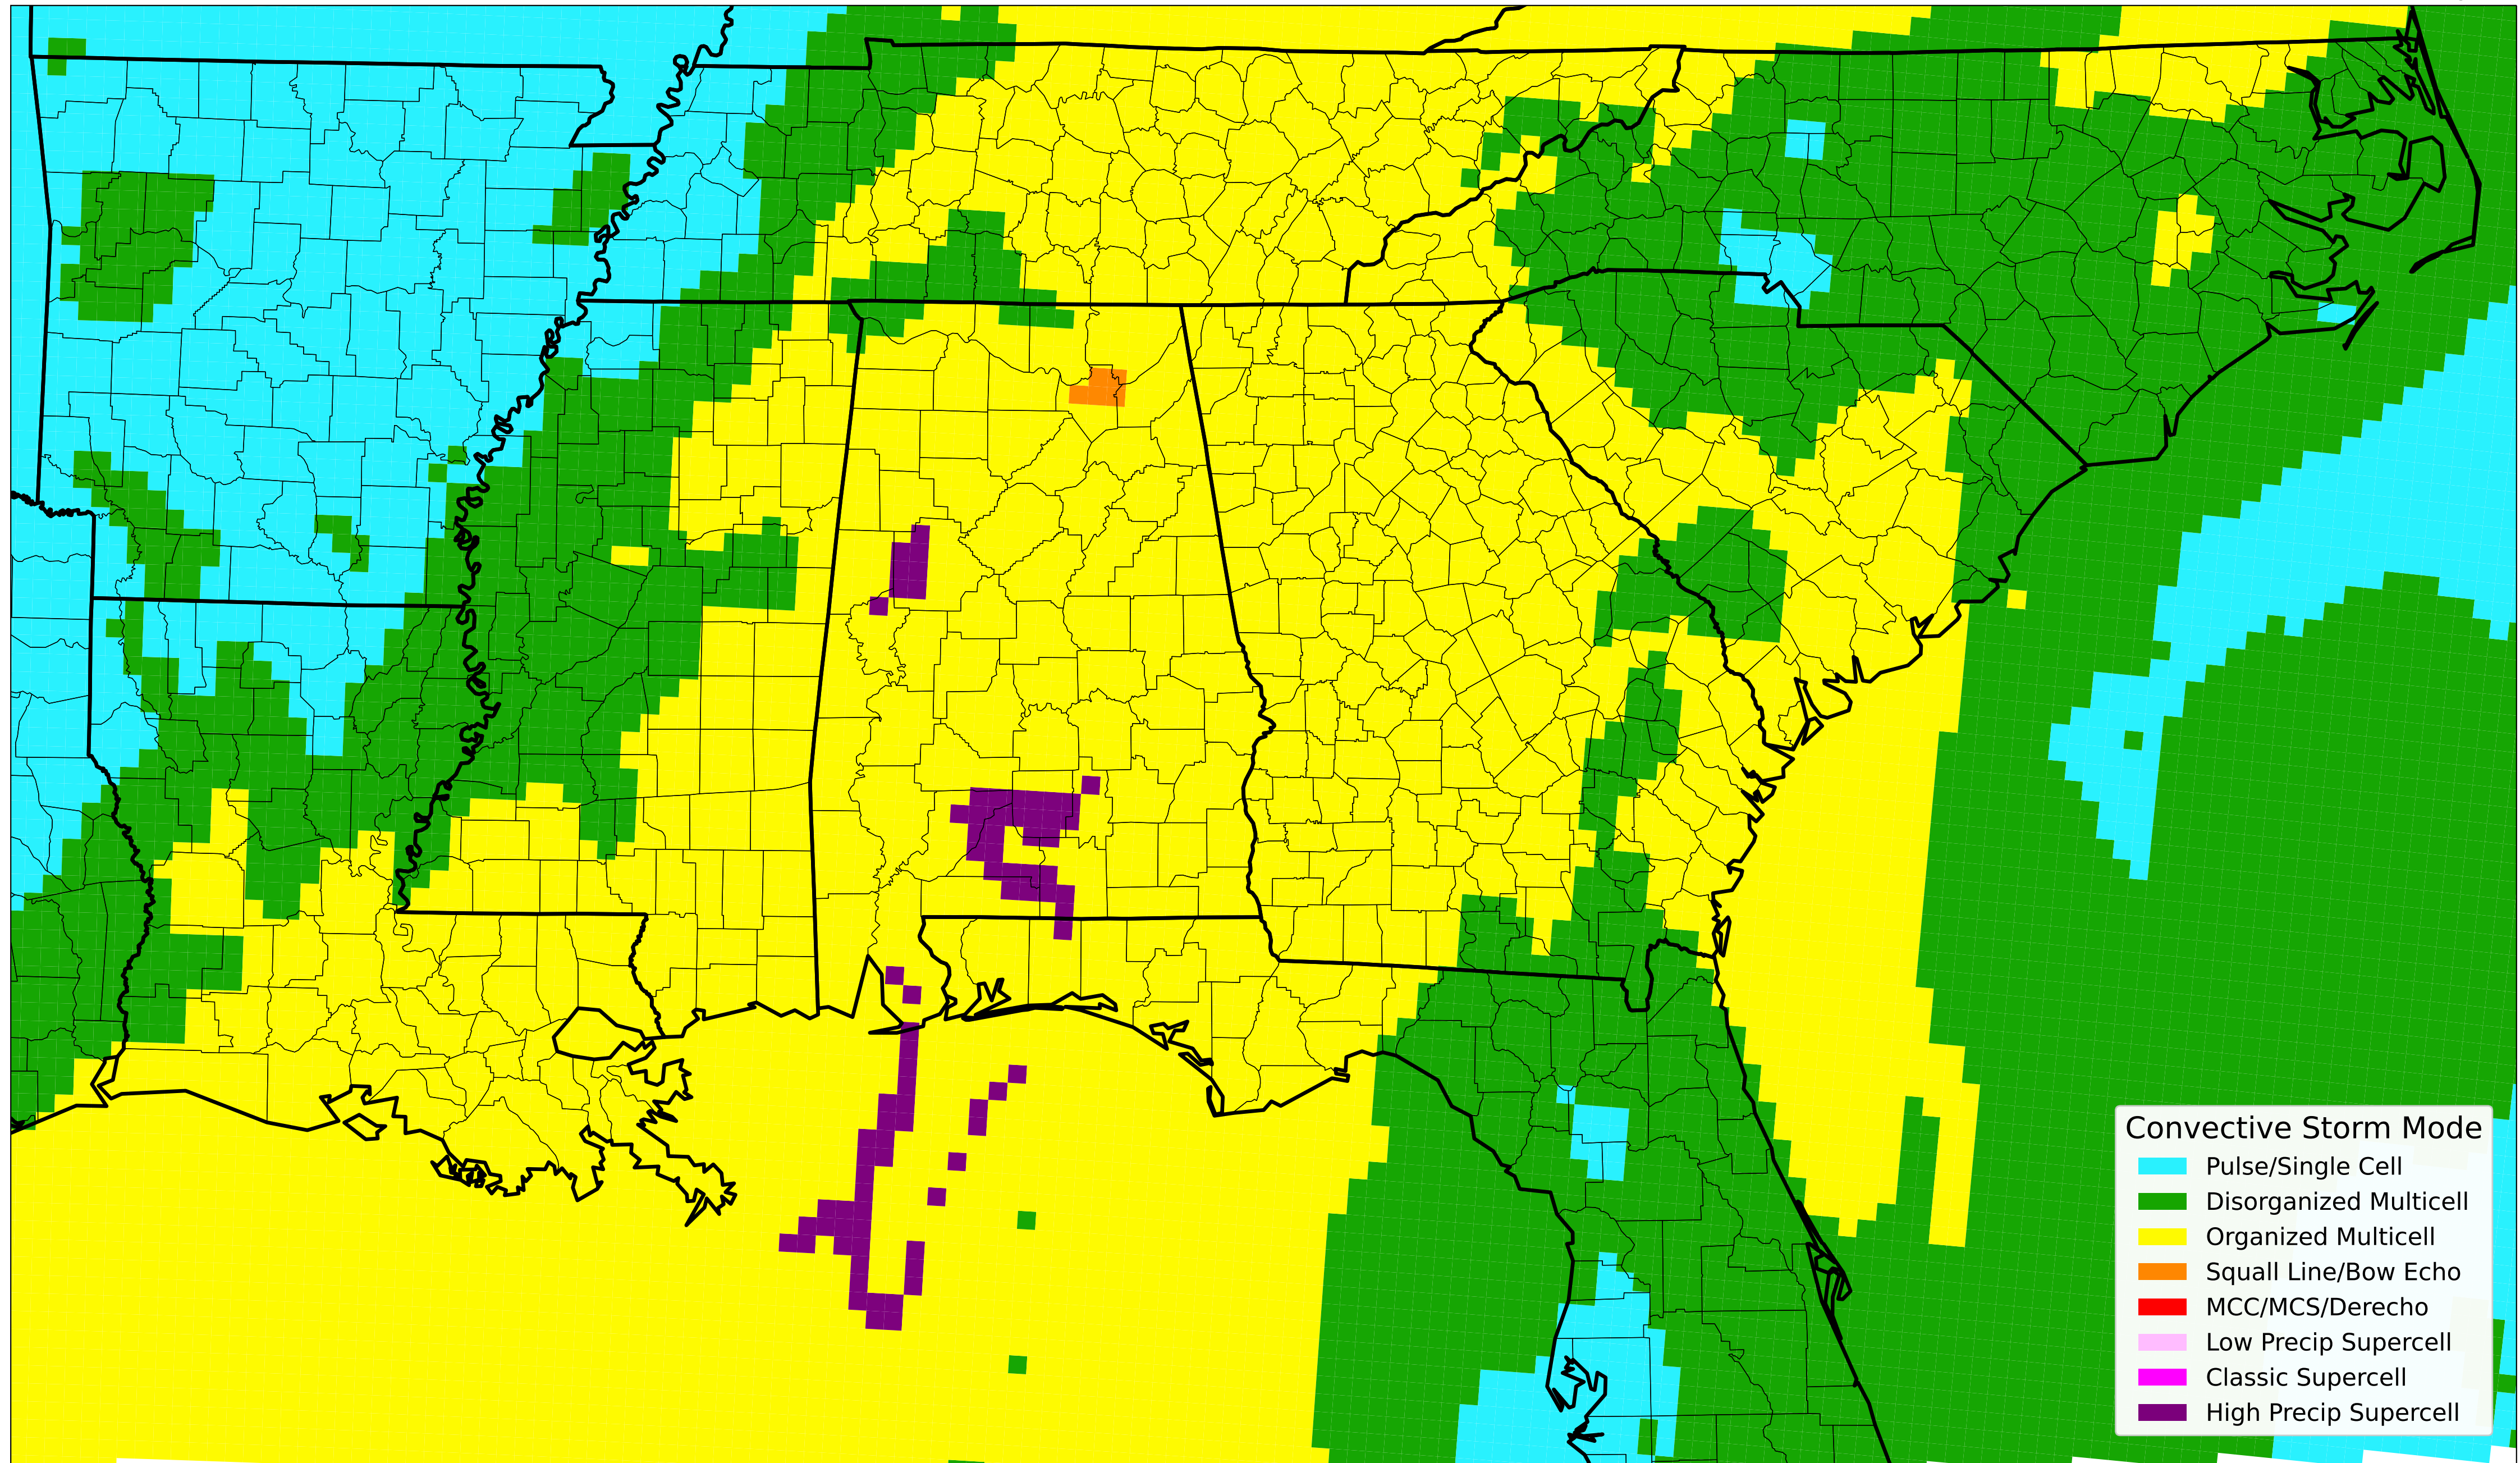 Convective Storm Mode
Pulse/Single Cell
Disorganized Multicell
Organized Multicell
Squall Line/Bow Echo
MCC/MCS/Derecho
Low Precip Supercell
Classic Supercell
High Precip Supercell